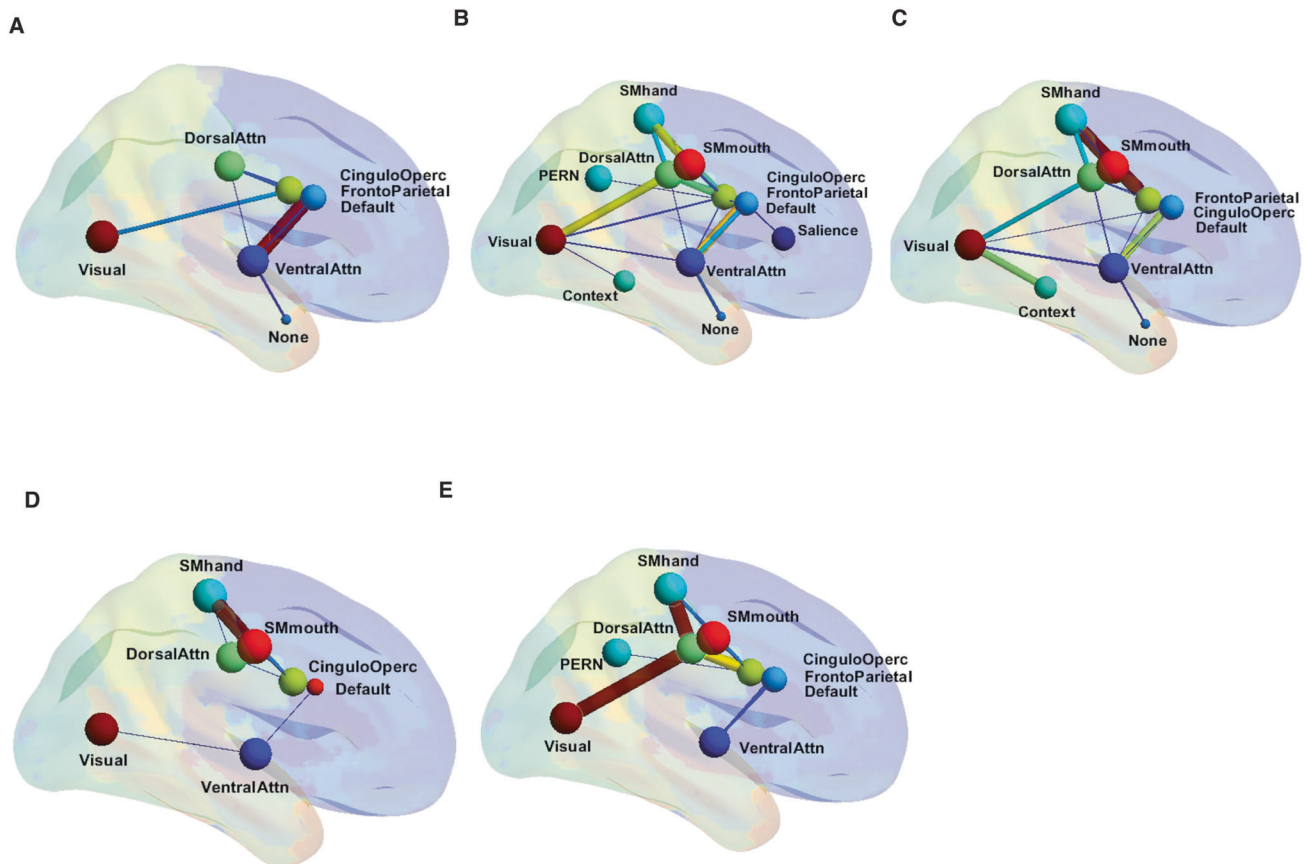 A
DorsalAttn
CinguloOperc
FrontoParietal
Default
Visual
VentralAttn
None
B
SMhand
SMmouth
DorsalAttn
PERN
CinguloOperc
FrontoParietal
Default
Visual
Salience
VentralAttn
Context
None
C
SMhand
SMmouth
DorsalAttn
FrontoParietal
CinguloOperc
Default
Visual
VentralAttn
Context
None
D
SMhand
SMmouth
DorsalAttn
CinguloOperc
Default
Visual
VentralAttn
E
SMhand
SMmouth
DorsalAttn
PERN
CinguloOperc
FrontoParietal
Default
Visual
VentralAttn